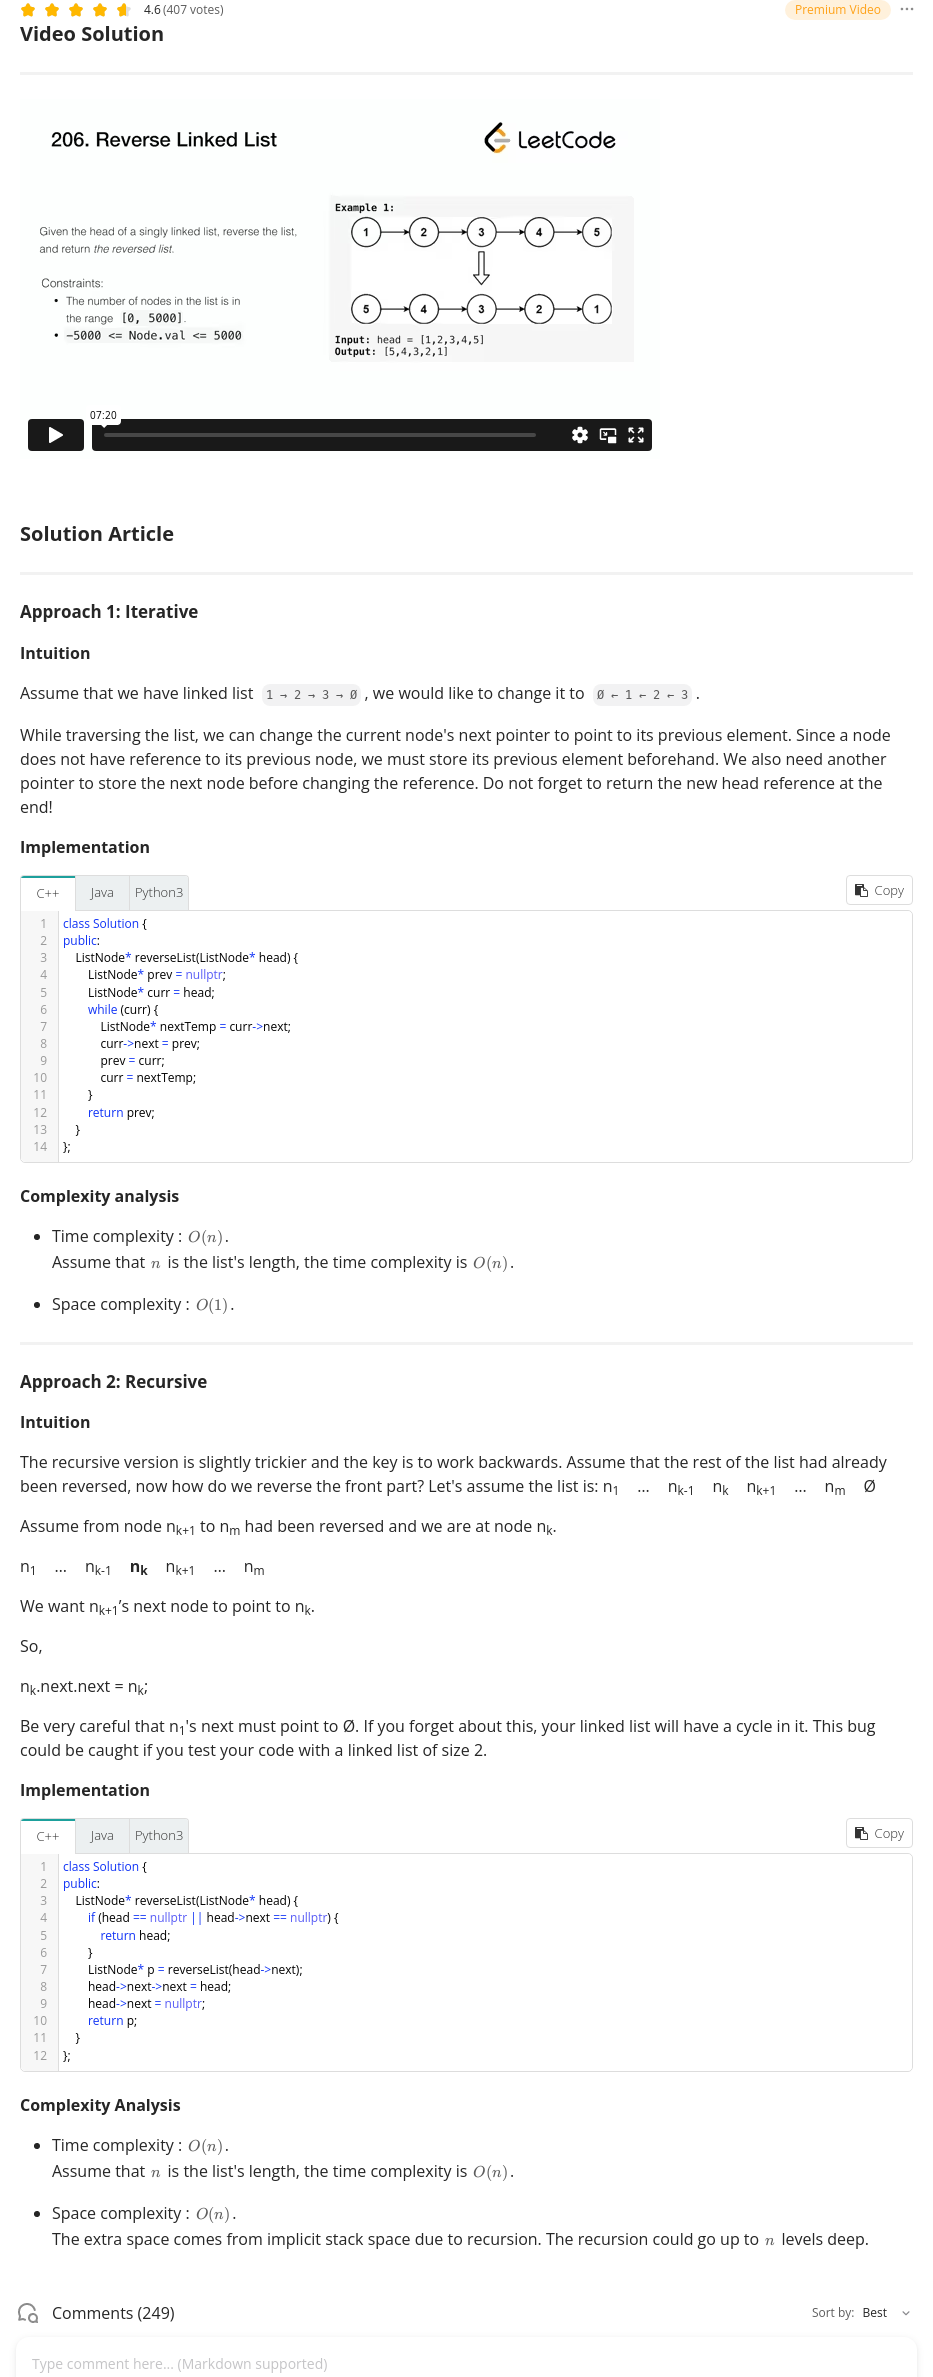 4.6 (407 votes)
Premium Video
Video Solution
206. Reverse Linked List
LeetCode
Given the head of a singly linked list, reverse the list,
and return the reversed list.
Constraints:
• The number of nodes in the list is in
the range [0, 5000].
• -5000 <= Node.val <= 5000
Example 1:
1 2 3 4 5
5 4 3 2 1
Input: head = [1,2,3,4,5]
Output: [5,4,3,2,1]
07:20
Solution Article
Approach 1: Iterative
Intuition
Assume that we have linked list 1 → 2 → 3 → Ø , we would like to change it to Ø ← 1 ← 2 ← 3 .
While traversing the list, we can change the current node's next pointer to point to its previous element. Since a node
does not have reference to its previous node, we must store its previous element beforehand. We also need another
pointer to store the next node before changing the reference. Do not forget to return the new head reference at the
end!
Implementation
C++ Java Python3 Copy
1 class Solution {
2 public:
3 ListNode* reverseList(ListNode* head) {
4 ListNode* prev = nullptr;
5 ListNode* curr = head;
6 while (curr) {
7 ListNode* nextTemp = curr->next;
8 curr->next = prev;
9 prev = curr;
10 curr = nextTemp;
11 }
12 return prev;
13 }
14 };
Complexity analysis
• Time complexity : O(n).
Assume that n is the list's length, the time complexity is O(n).
• Space complexity : O(1).
Approach 2: Recursive
Intuition
The recursive version is slightly trickier and the key is to work backwards. Assume that the rest of the list had already
been reversed, now how do we reverse the front part? Let's assume the list is: n1 … nk-1 nk nk+1 … nm Ø
Assume from node nk+1 to nm had been reversed and we are at node nk.
n1 … nk-1 nk nk+1 … nm
We want nk+1’s next node to point to nk.
So,
nk.next.next = nk;
Be very careful that n1's next must point to Ø. If you forget about this, your linked list will have a cycle in it. This bug
could be caught if you test your code with a linked list of size 2.
Implementation
C++ Java Python3 Copy
1 class Solution {
2 public:
3 ListNode* reverseList(ListNode* head) {
4 if (head == nullptr || head->next == nullptr) {
5 return head;
6 }
7 ListNode* p = reverseList(head->next);
8 head->next->next = head;
9 head->next = nullptr;
10 return p;
11 }
12 };
Complexity Analysis
• Time complexity : O(n).
Assume that n is the list's length, the time complexity is O(n).
• Space complexity : O(n).
The extra space comes from implicit stack space due to recursion. The recursion could go up to n levels deep.
Comments (249)
Sort by: Best
Type comment here... (Markdown supported)